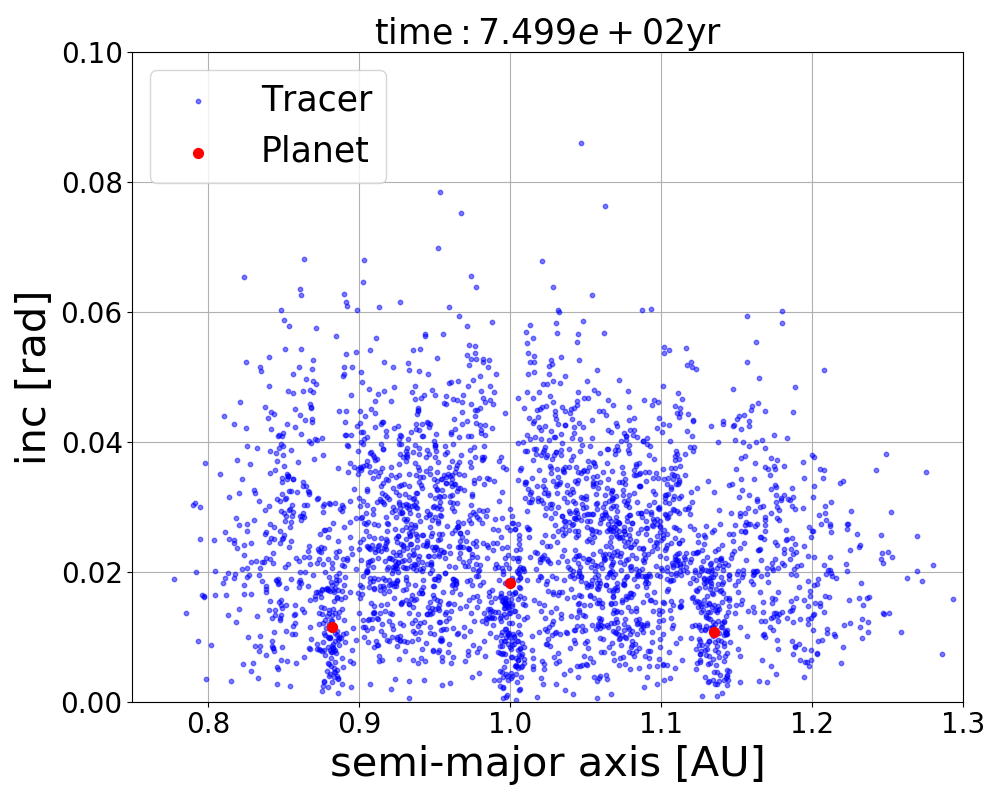 time : 7.499e + 02yr
0.10
0.08
0.06
0.04
0.02
0.00
inc [rad]
Tracer
Planet
0.8 0.9 1.0 1.1 1.2 1.3
semi-major axis [AU]